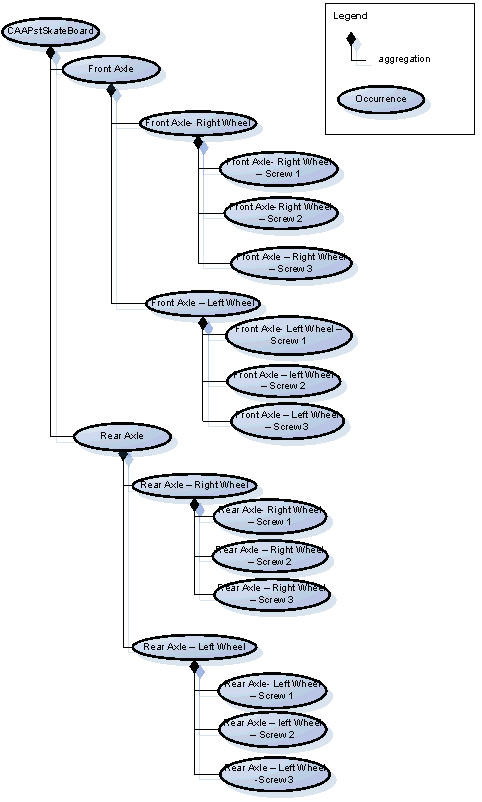 CAAPstSkateBoard
Legend
aggregation
Occurrence
Front Axle
Front Axle- Right Wheel
Front Axle- Right Wheel
– Screw 1
Front Axle- Right Wheel
– Screw 2
Front Axle – Right Wheel
– Screw 3
Front Axle – Left Wheel
Front Axle- Left Wheel –
Screw 1
Front Axle – left Wheel
– Screw 2
Front Axle – Left Wheel
– Screw3
Rear Axle
Rear Axle – Right Wheel
Rear Axle- Right Wheel
– Screw 1
Rear Axle – Right Wheel
– Screw 2
Rear Axle – Right Wheel
– Screw 3
Rear Axle – Left Wheel
Rear Axle- Left Wheel
– Screw 1
Rear Axle – left Wheel
– Screw 2
Rear Axle – Left Wheel
-Screw3